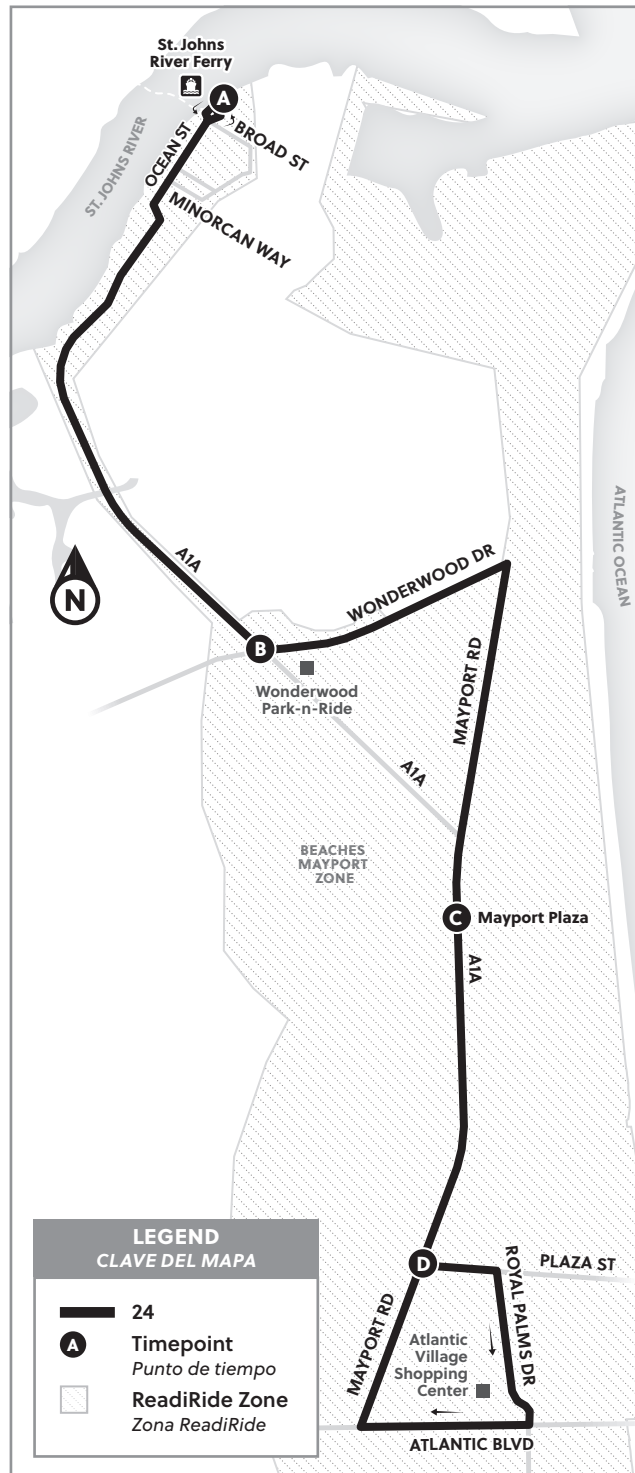 St. Johns
River Ferry
A
BROAD ST
OCEAN ST
ST. JOHNS RIVER
MINORCAN WAY
ATLANTIC OCEAN
N
A1A
WONDERWOOD DR
B
MAYPORT RD
Wonderwood
Park-n-Ride
A1A
BEACHES
MAYPORT
ZONE
C
Mayport Plaza
A1A
D
PLAZA ST
ROYAL PALMS DR
MAYPORT RD
Atlantic
Village
Shopping
Center
ATLANTIC BLVD
LEGEND
CLAVE DEL MAPA
24
A
Timepoint
Punto de tiempo
ReadiRide Zone
Zona ReadiRide